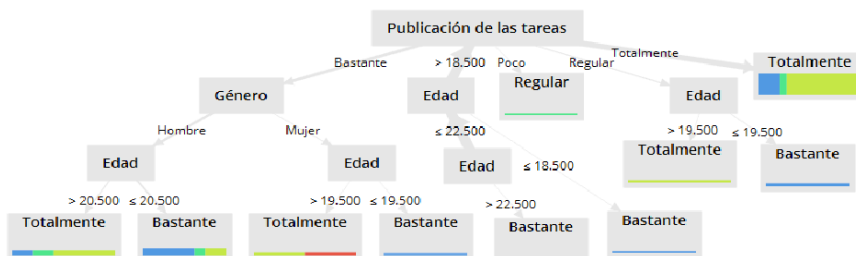 Publicación de las tareas
Totalmente
Bastante
> 18.500
Poco
Regular
Totalmente
Género
Edad
Regular
Edad
Hombre
Mujer
≤ 22.500
> 19.500
≤ 19.500
Edad
Edad
Edad
≤ 18.500
Totalmente
Bastante
> 20.500
≤ 20.500
> 19.500
≤ 19.500
> 22.500
Totalmente
Bastante
Totalmente
Bastante
Bastante
Bastante